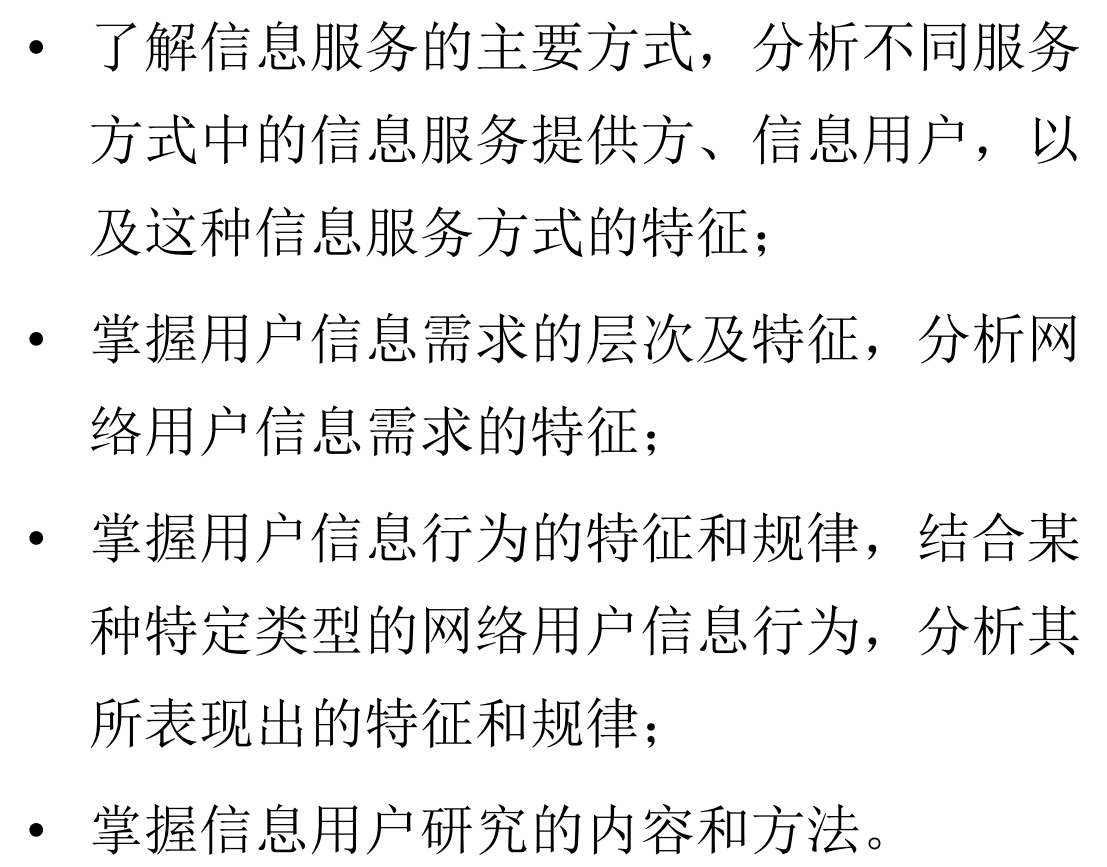 • 了解信息服务的主要方式，分析不同服务
方式中的信息服务提供方、信息用户，以
及这种信息服务方式的特征；
• 掌握用户信息需求的层次及特征，分析网
络用户信息需求的特征；
• 掌握用户信息行为的特征和规律，结合某
种特定类型的网络用户信息行为，分析其
所表现出的特征和规律；
• 掌握信息用户研究的内容和方法。